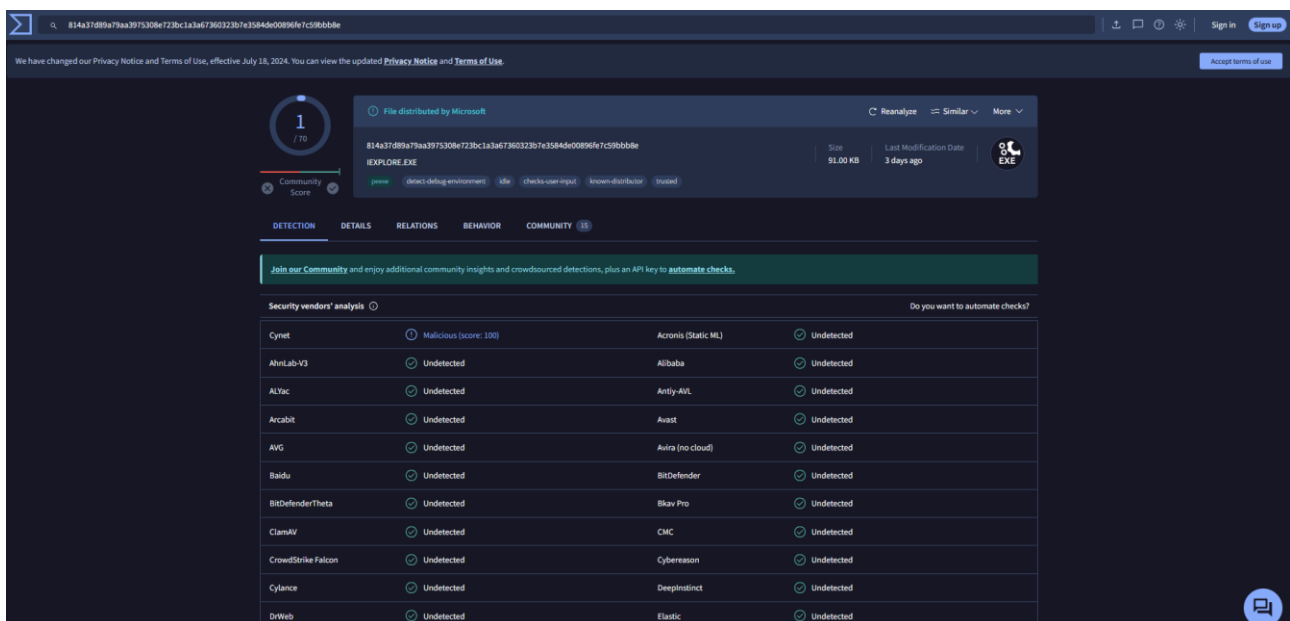 814a37d89a79aa3975308e723bc1a3a67360323b7e3584de00896fe7c59bbb8e
Sign in
Sign up
We have changed our Privacy Notice and Terms of Use, effective July 18, 2024. You can view the updated Privacy Notice and Terms of Use.
Accept terms of use
1
/ 70
Community
Score
File distributed by Microsoft
Reanalyze
Similar
More
814a37d89a79aa3975308e723bc1a3a67360323b7e3584de00896fe7c59bbb8e
IEXPLORE.EXE
peexe
detect-debug-environment
idle
checks-user-input
known-distributor
trusted
Size
91.00 KB
Last Modification Date
3 days ago
EXE
DETECTION
DETAILS
RELATIONS
BEHAVIOR
COMMUNITY 15
Join our Community and enjoy additional community insights and crowdsourced detections, plus an API key to automate checks.
Security vendors' analysis
Do you want to automate checks?
Cynet Malicious (score: 100) Acronis (Static ML) Undetected
AhnLab-V3 Undetected Alibaba Undetected
ALYac Undetected Antiy-AVL Undetected
Arcabit Undetected Avast Undetected
AVG Undetected Avira (no cloud) Undetected
Baidu Undetected BitDefender Undetected
BitDefenderTheta Undetected Bkav Pro Undetected
ClamAV Undetected CMC Undetected
CrowdStrike Falcon Undetected Cybereason Undetected
Cylance Undetected DeepInstinct Undetected
DrWeb Undetected Elastic Undetected